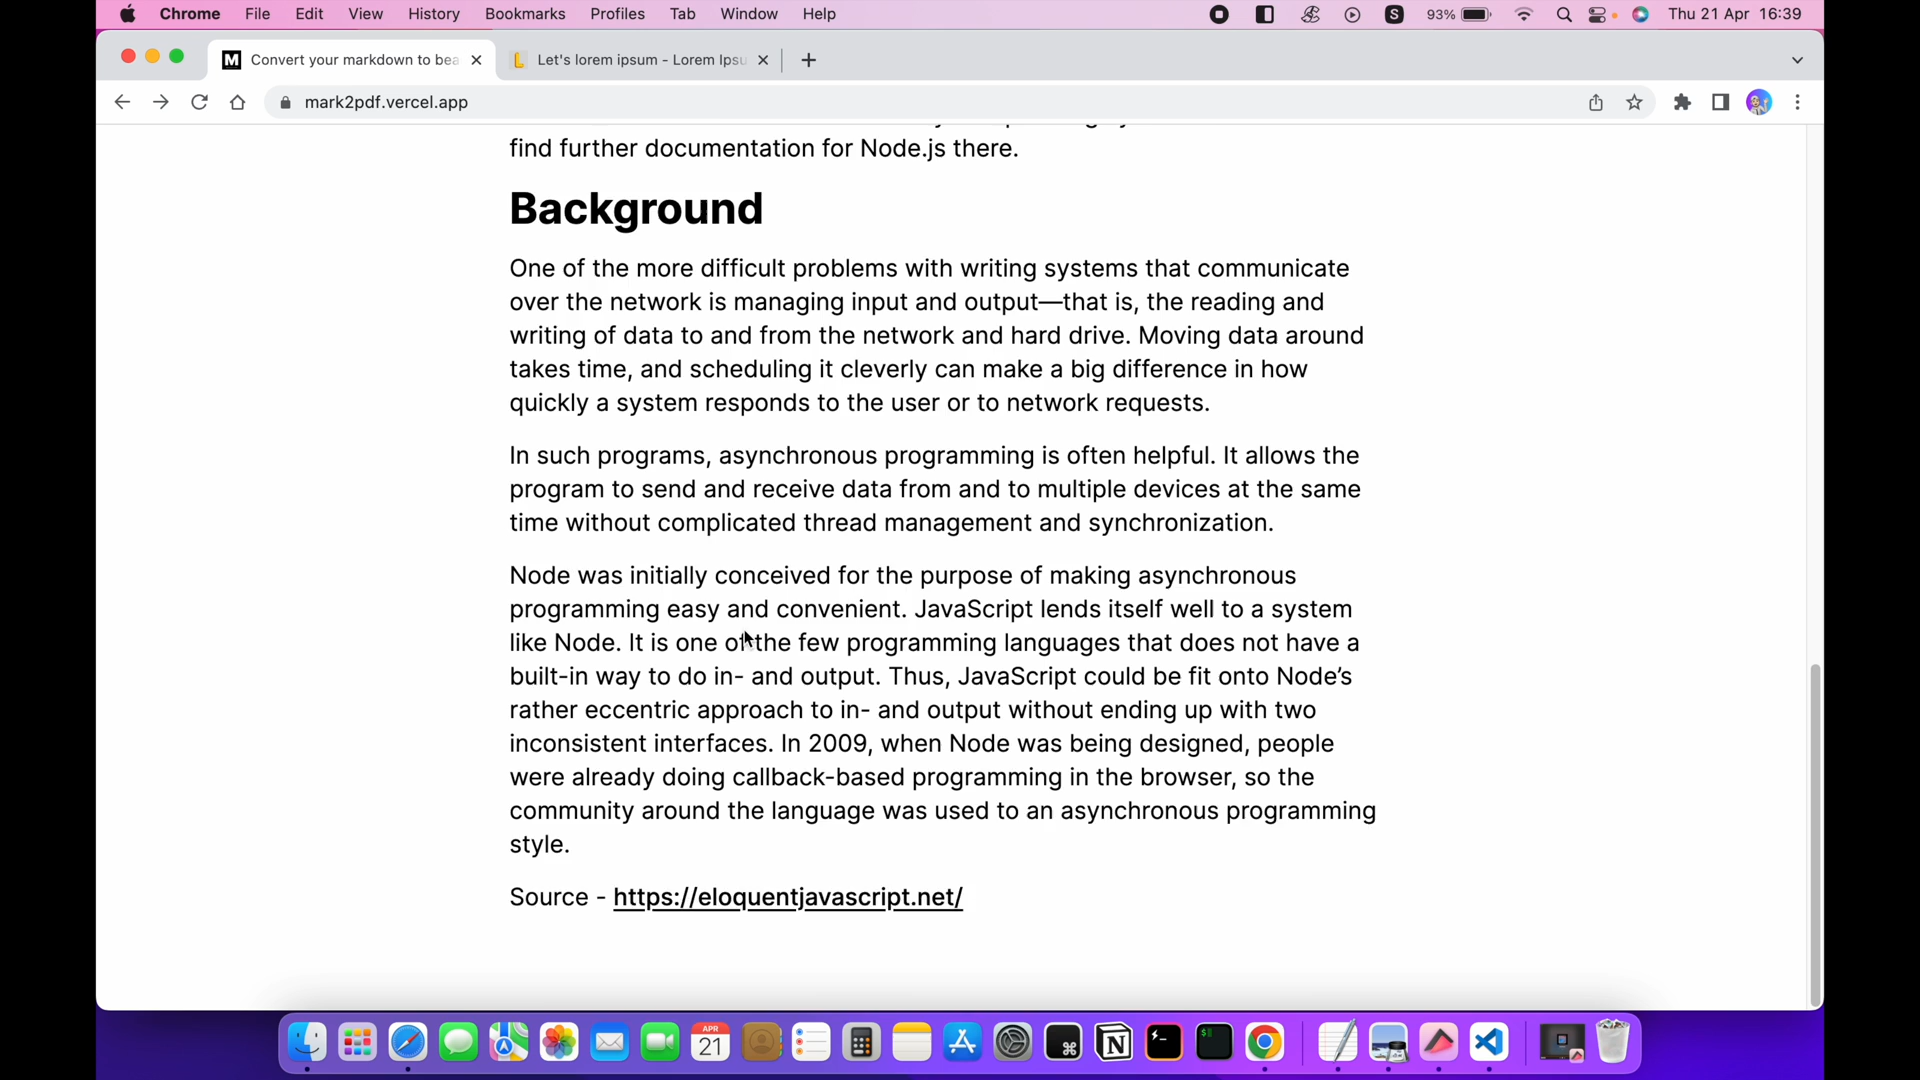 Chrome File Edit View History Bookmarks Profiles Tab Window Help S 93% Thu 21 Apr 16:39
M Convert your markdown to bea L Let's lorem ipsum - Lorem Ipsu
mark2pdf.vercel.app
find further documentation for Node.js there.
Background
One of the more difficult problems with writing systems that communicate
over the network is managing input and output—that is, the reading and
writing of data to and from the network and hard drive. Moving data around
takes time, and scheduling it cleverly can make a big difference in how
quickly a system responds to the user or to network requests.
In such programs, asynchronous programming is often helpful. It allows the
program to send and receive data from and to multiple devices at the same
time without complicated thread management and synchronization.
Node was initially conceived for the purpose of making asynchronous
programming easy and convenient. JavaScript lends itself well to a system
like Node. It is one of the few programming languages that does not have a
built-in way to do in- and output. Thus, JavaScript could be fit onto Node’s
rather eccentric approach to in- and output without ending up with two
inconsistent interfaces. In 2009, when Node was being designed, people
were already doing callback-based programming in the browser, so the
community around the language was used to an asynchronous programming
style.
Source - https://eloquentjavascript.net/
APR
21